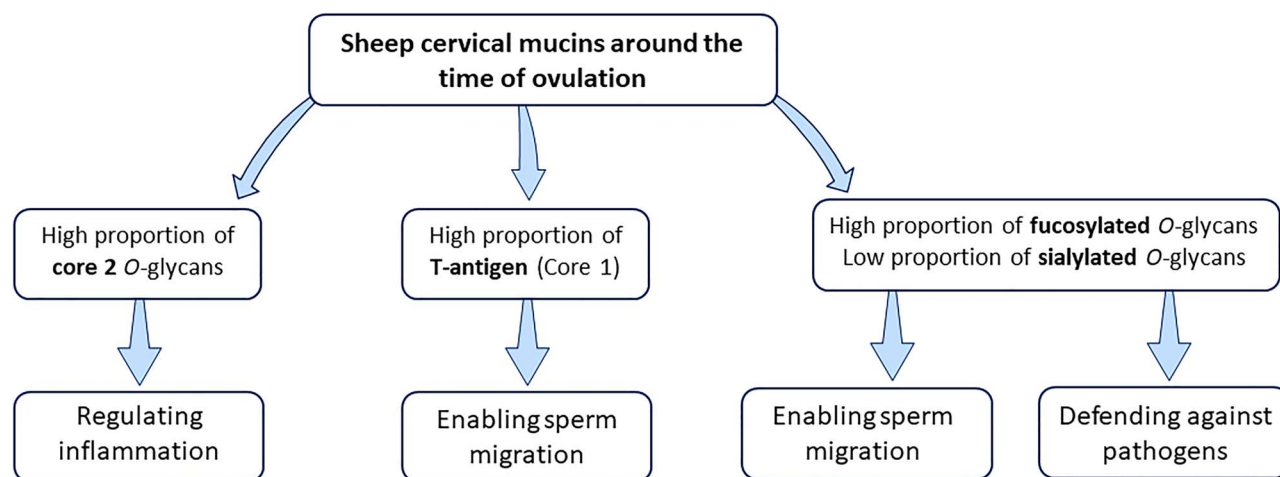 Sheep cervical mucins around the
time of ovulation
High proportion of
core 2 O-glycans
High proportion of
T-antigen (Core 1)
High proportion of fucosylated O-glycans
Low proportion of sialylated O-glycans
Regulating
inflammation
Enabling sperm
migration
Enabling sperm
migration
Defending against
pathogens